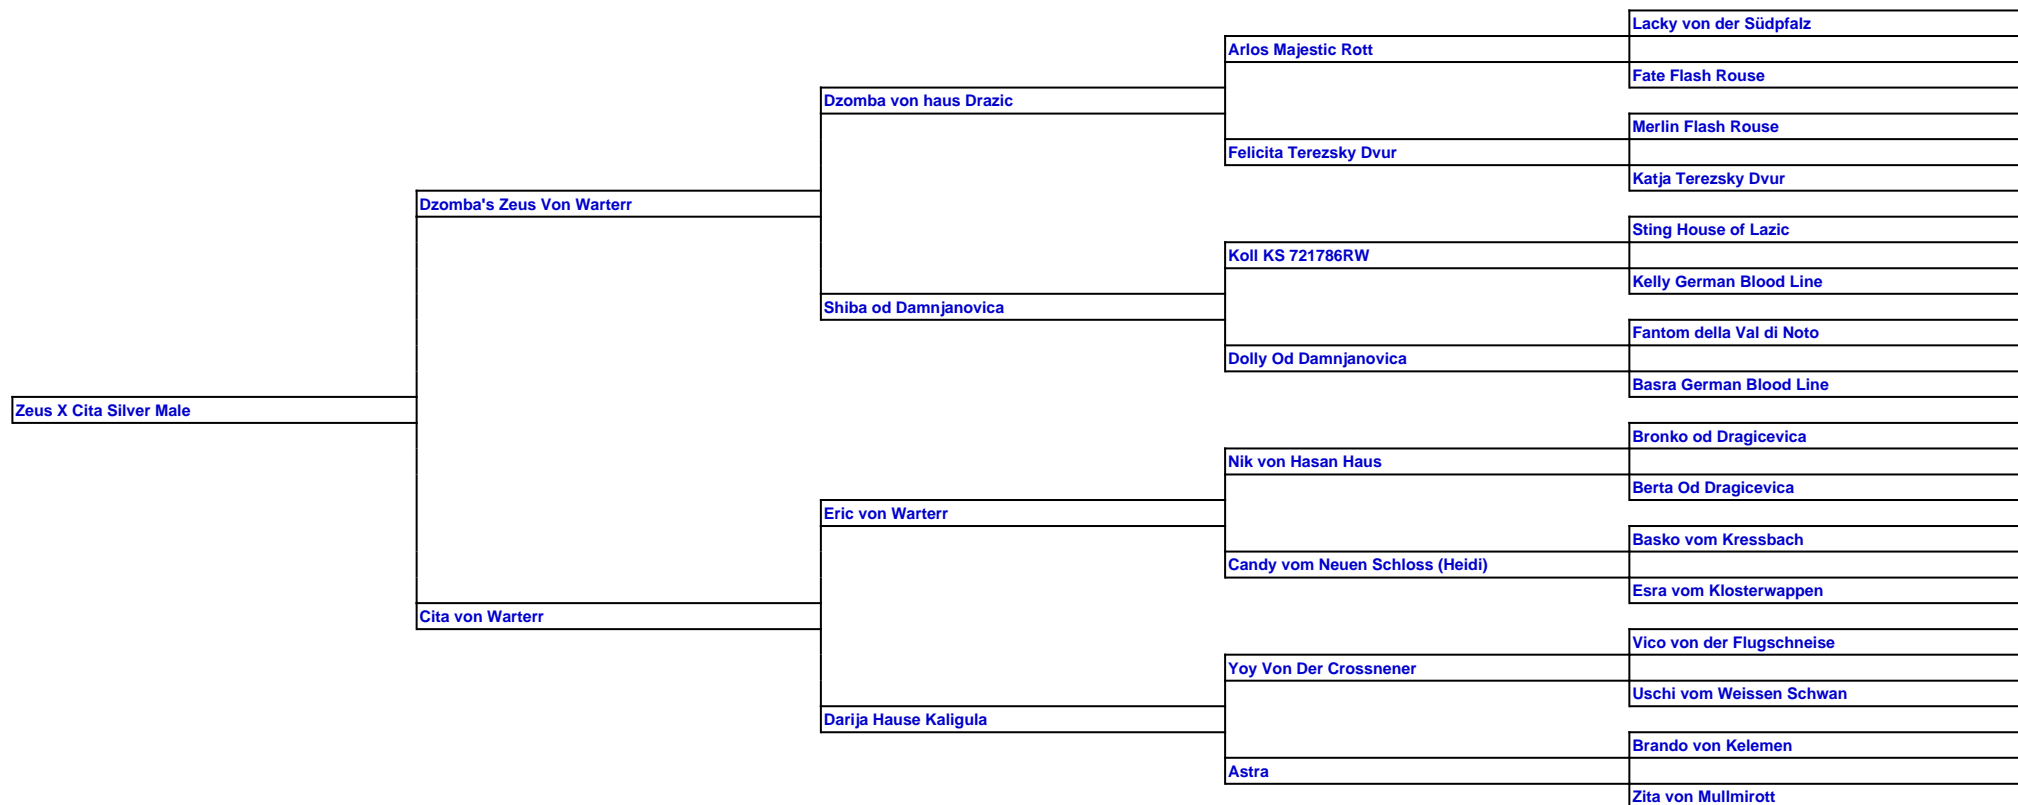 Lacky von der Südpfalz
Arlos Majestic Rott
Fate Flash Rouse
Dzomba von haus Drazic
Merlin Flash Rouse
Felicita Terezsky Dvur
Katja Terezsky Dvur
Dzomba's Zeus Von Warterr
Sting House of Lazic
Koll KS 721786RW
Kelly German Blood Line
Shiba od Damnjanovica
Fantom della Val di Noto
Dolly Od Damnjanovica
Basra German Blood Line
Zeus X Cita Silver Male
Bronko od Dragicevica
Nik von Hasan Haus
Berta Od Dragicevica
Eric von Warterr
Basko vom Kressbach
Candy vom Neuen Schloss (Heidi)
Esra vom Klosterwappen
Cita von Warterr
Vico von der Flugschneise
Yoy Von Der Crossnener
Uschi vom Weissen Schwan
Darija Hause Kaligula
Brando von Kelemen
Astra
Zita von Mullmirott